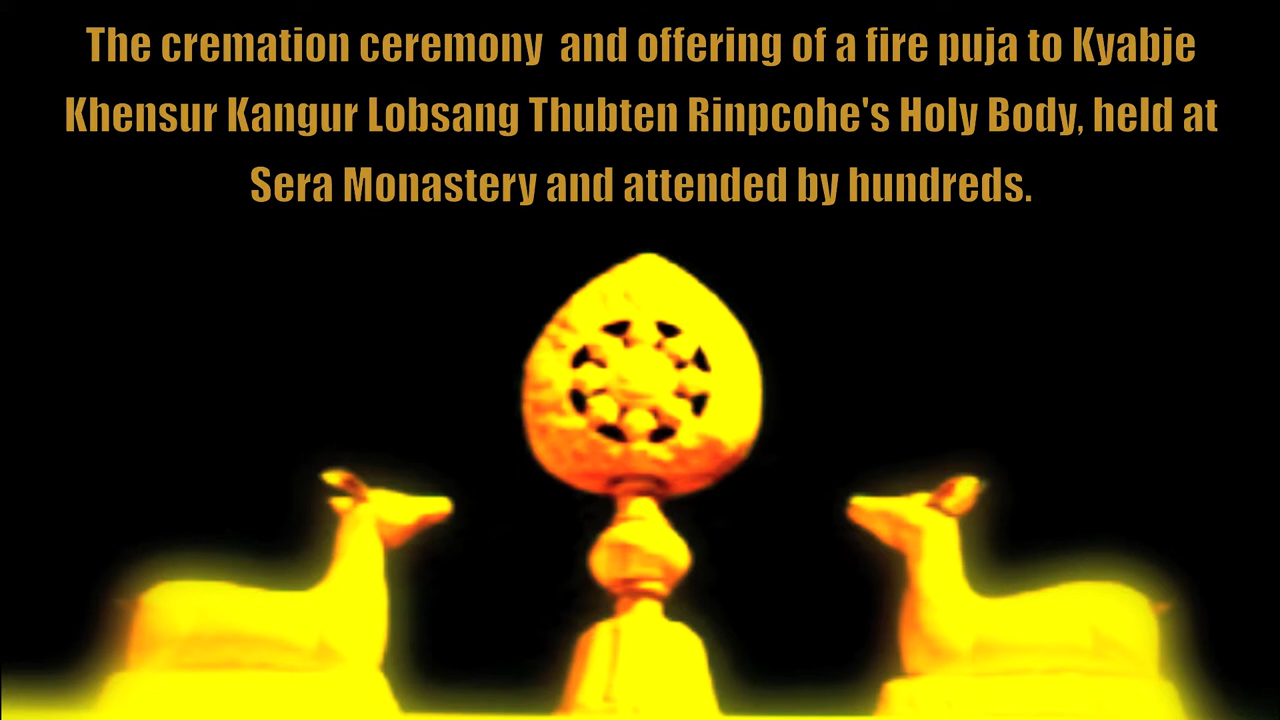 The cremation ceremony  and offering of a fire puja to Kyabje
Khensur Kangur Lobsang Thubten Rinpcohe's Holy Body, held at
Sera Monastery and attended by hundreds.